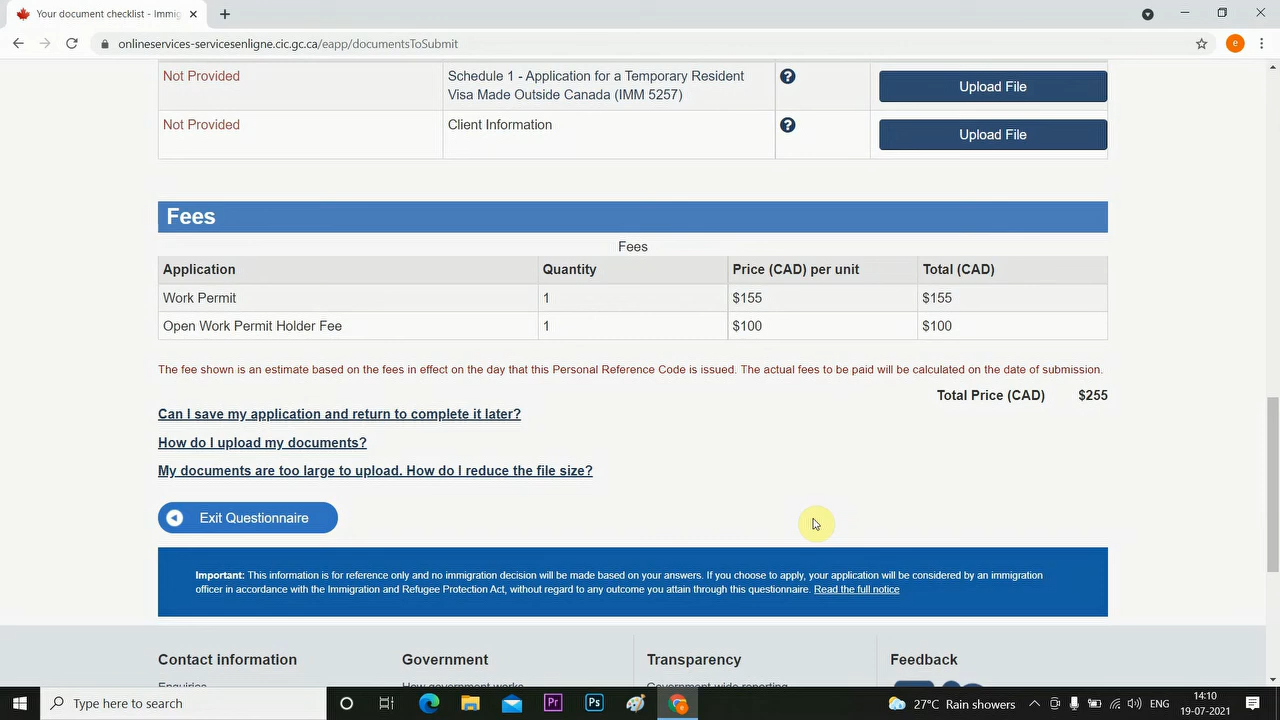 Your document checklist - Immig
onlineservices-servicesenligne.cic.gc.ca/eapp/documentsToSubmit
e
Not Provided
Schedule 1 - Application for a Temporary Resident
Visa Made Outside Canada (IMM 5257)
?
Upload File
Not Provided
Client Information
?
Upload File
Fees
Fees
Application Quantity Price (CAD) per unit Total (CAD)
Work Permit 1 $155 $155
Open Work Permit Holder Fee 1 $100 $100
The fee shown is an estimate based on the fees in effect on the day that this Personal Reference Code is issued. The actual fees to be paid will be calculated on the date of submission.
Total Price (CAD) $255
Can I save my application and return to complete it later?
How do I upload my documents?
My documents are too large to upload. How do I reduce the file size?
Exit Questionnaire
Important: This information is for reference only and no immigration decision will be made based on your answers. If you choose to apply, your application will be considered by an immigration
officer in accordance with the Immigration and Refugee Protection Act, without regard to any outcome you attain through this questionnaire. Read the full notice
Contact information Government Transparency Feedback
Enquiries How government works Government-wide reporting
Type here to search
Pr
Ps
e
27°C Rain showers
ENG
14:10
19-07-2021